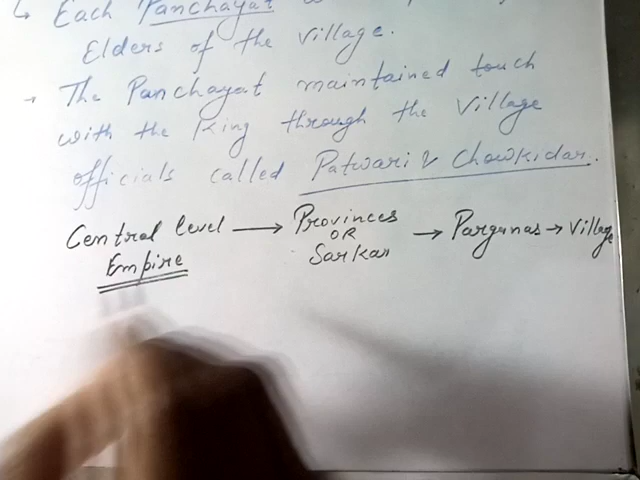 ↳ Each Panchayat
Elders of the village.
→ The Panchayat maintained touch
with the King through the Village
officials called Patwari & Chowkidar.
Central level → Provinces OR Sarkar → Parganas → Village
Empire